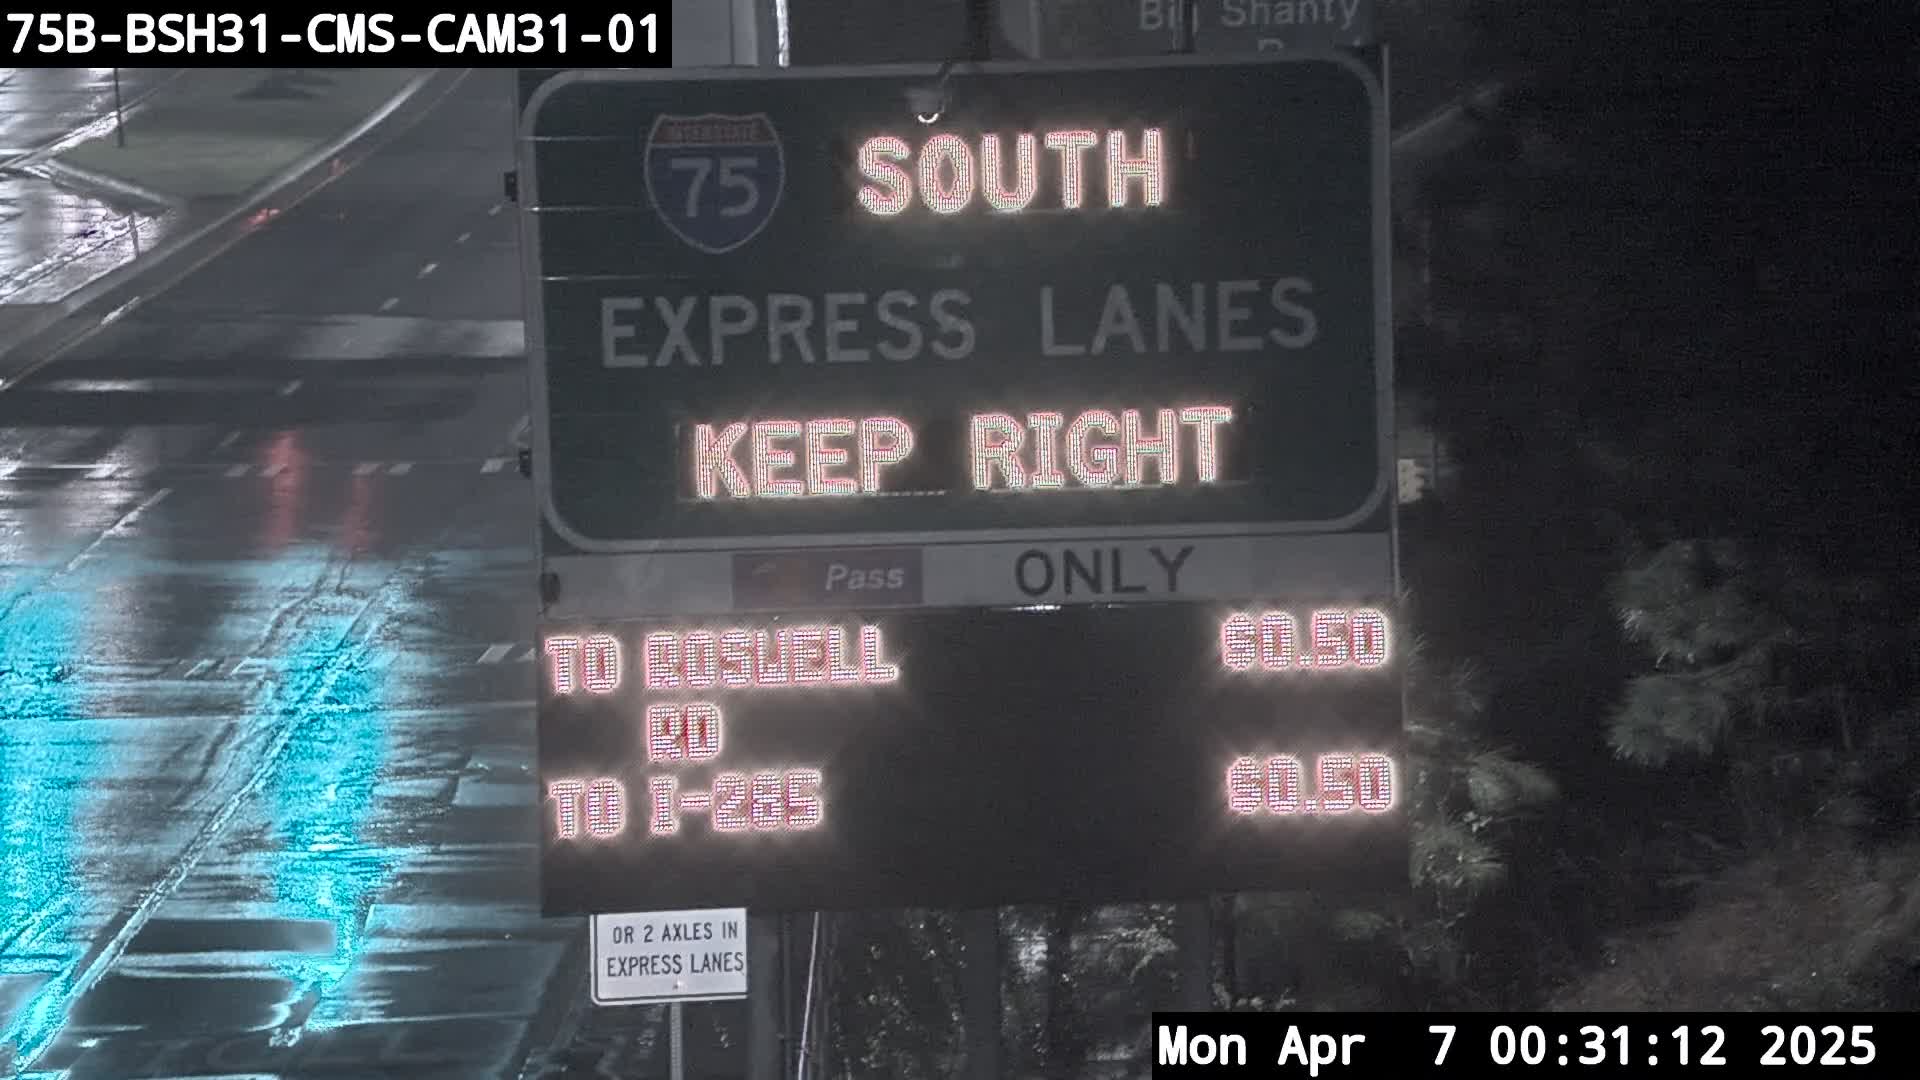 75B-BSH31-CMS-CAM31-01
Shanty
INTERSTATE
75
SOUTH
EXPRESS LANES
KEEP RIGHT
Pass ONLY
TO ROSWELL $0.50
RD
TO I-285 $0.50
OR 2 AXLES IN
EXPRESS LANES
Mon Apr 7 00:31:12 2025